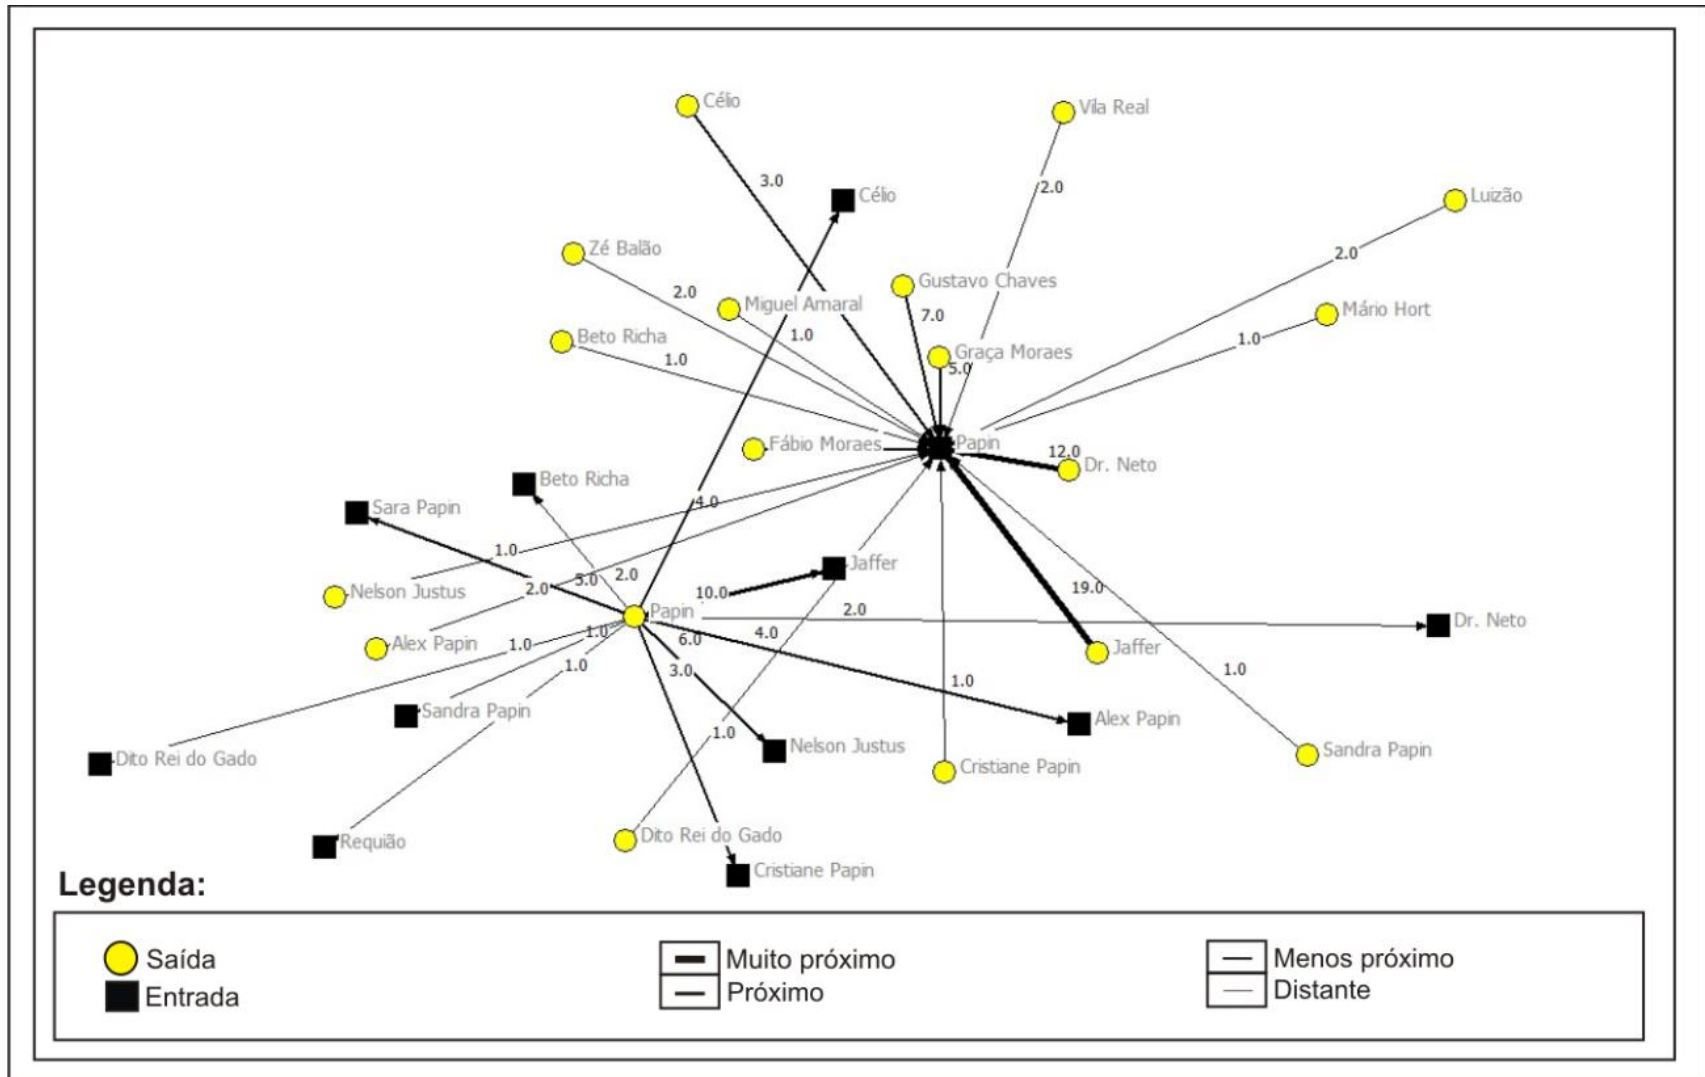 Célio
Vila Real
3.0
2.0
Célio
Luizão
Zé Balão
2.0
Gustavo Chaves
2.0
Miguel Amaral
7.0
Mário Hort
Beto Richa
1.0
1.0
1.0
Graça Moraes
5.0
Fábio Moraes
Papin
12.0
Dr. Neto
Beto Richa
Sara Papin
4.0
1.0
Jaffer
5.0
2.0
2.0
19.0
Nelson Justus
10.0
Papin
2.0
Dr. Neto
1.0
1.0
6.0
4.0
Alex Papin
Jaffer
1.0
3.0
1.0
1.0
Sandra Papin
Alex Papin
1.0
Nelson Justus
Sandra Papin
Dito Rei do Gado
Cristiane Papin
Requião
Dito Rei do Gado
Cristiane Papin
Legenda:
Saída
Muito próximo
Menos próximo
Entrada
Próximo
Distante